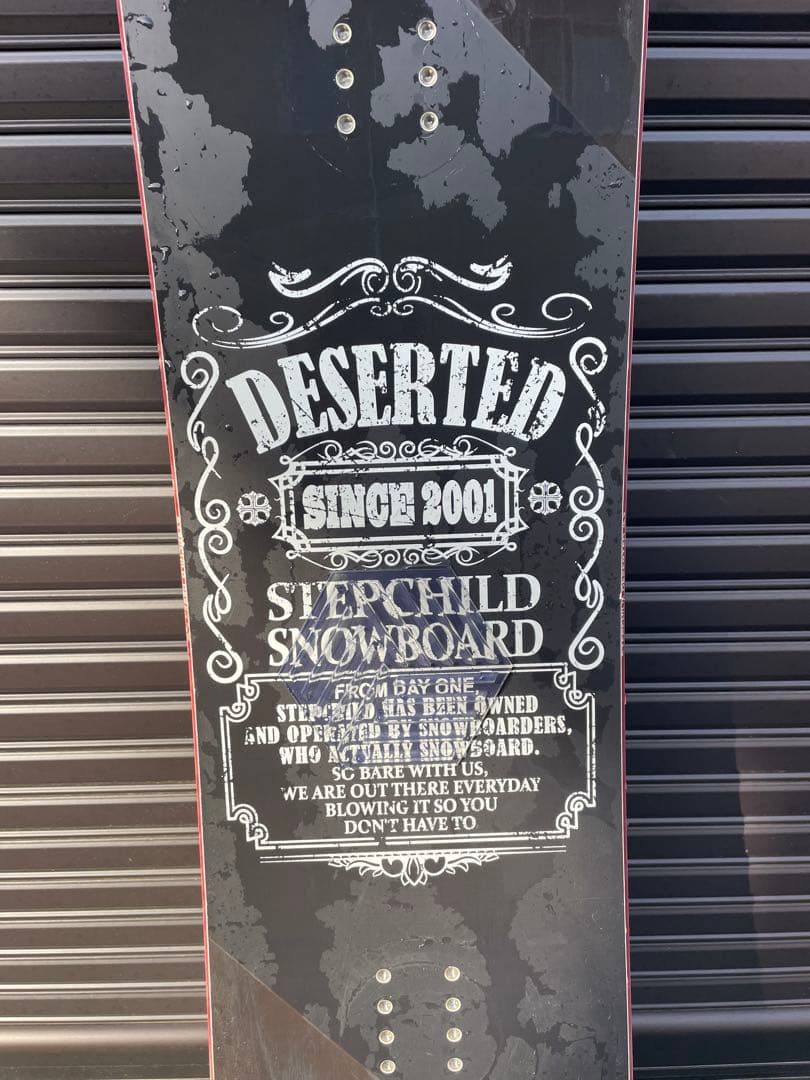 DESERTED
SINCE 2001
STEPCHILD
SNOWBOARD
FROM DAY ONE,
STEPCHILD HAS BEEN OWNED
AND OPERATED BY SNOWBOARDERS,
WHO ACTUALLY SNOWBOARD.
SO BARE WITH US,
WE ARE OUT THERE EVERYDAY
BLOWING IT SO YOU
DON'T HAVE TO